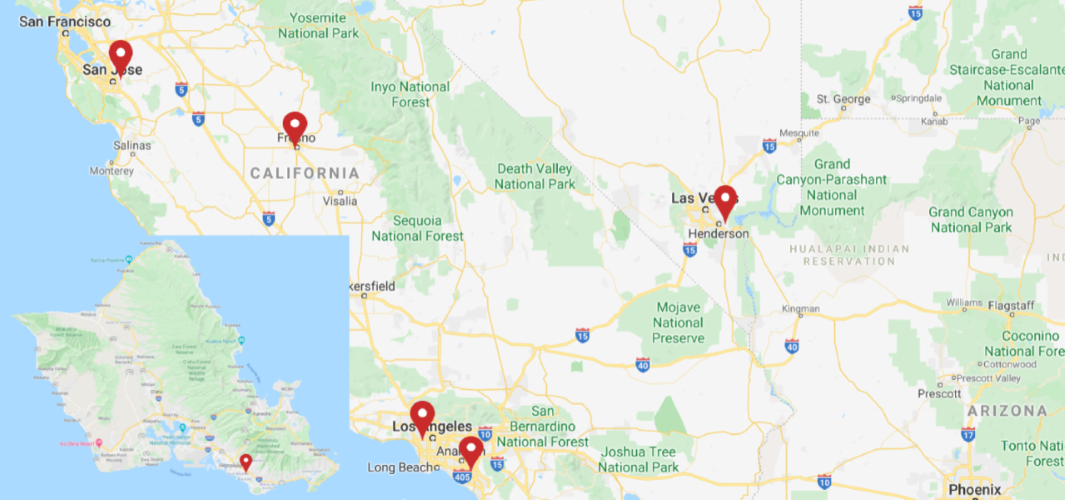 San Francisco
Yosemite
National Park
15
Grand
Staircase-Escalante
National
Monument
San Jose
5
Inyo National
Forest
St. George
Springdale
Kanab
Page
5
Fresno
Mesquite
15
Salinas
Monterey
CALIFORNIA
Death Valley
National Park
Grand
Canyon-Parashant
National
Monument
Visalia
Las Vegas
Grand Canyon
National Park
5
Sequoia
National Forest
Henderson
15
HUALAPAI INDIAN
RESERVATION
IND
kersfield
Mojave
National
Preserve
Kingman
Williams
Flagstaff
15
40
40
Coconino
National Fore
Cottonwood
Prescott Valley
Prescott
ARIZONA
Los Angeles
10
San
Bernardino
National Forest
17
Anaheim
Long Beach
15
405
Joshua Tree
National Park
Tonto Nati
Forest
10
Phoenix